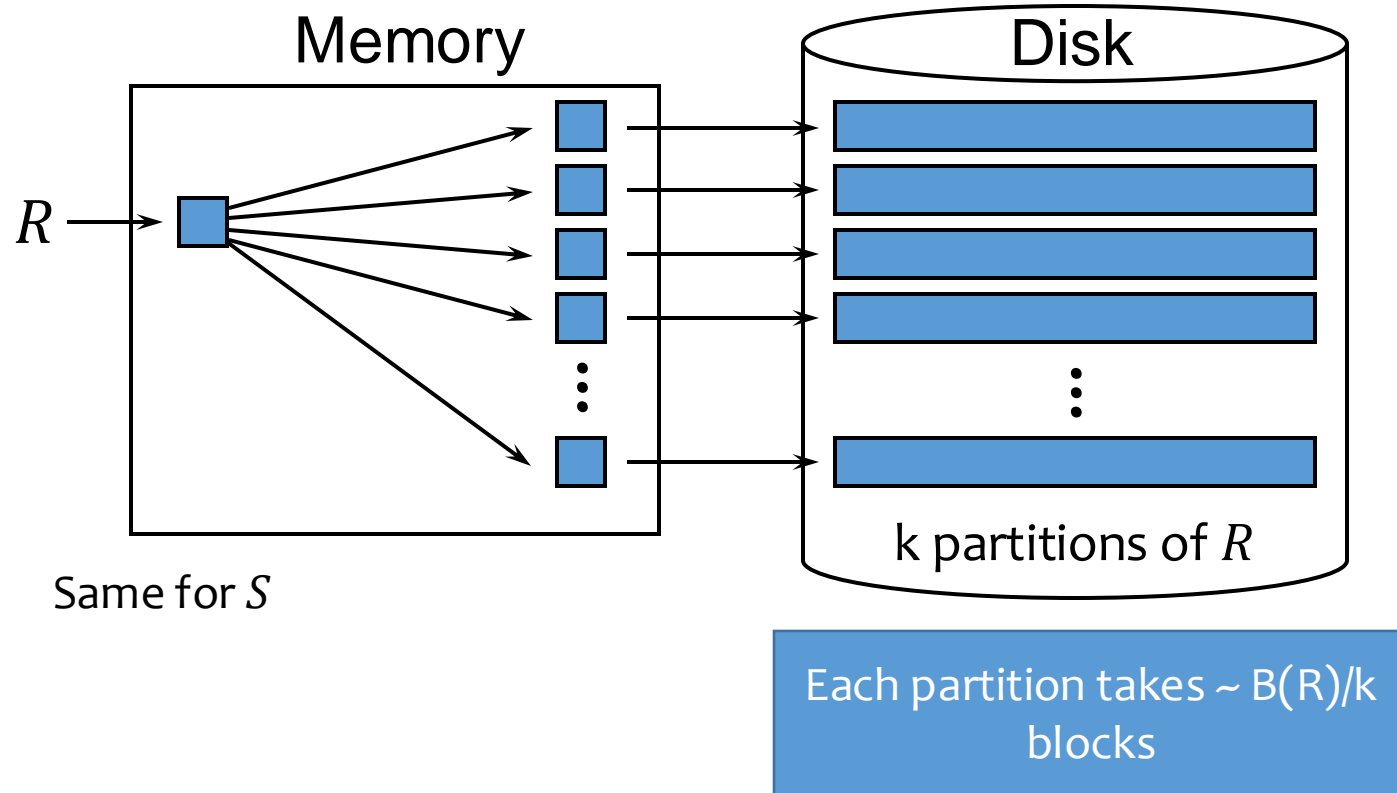 Memory
Disk
R
k partitions of R
Same for S
Each partition takes ~ B(R)/k
blocks